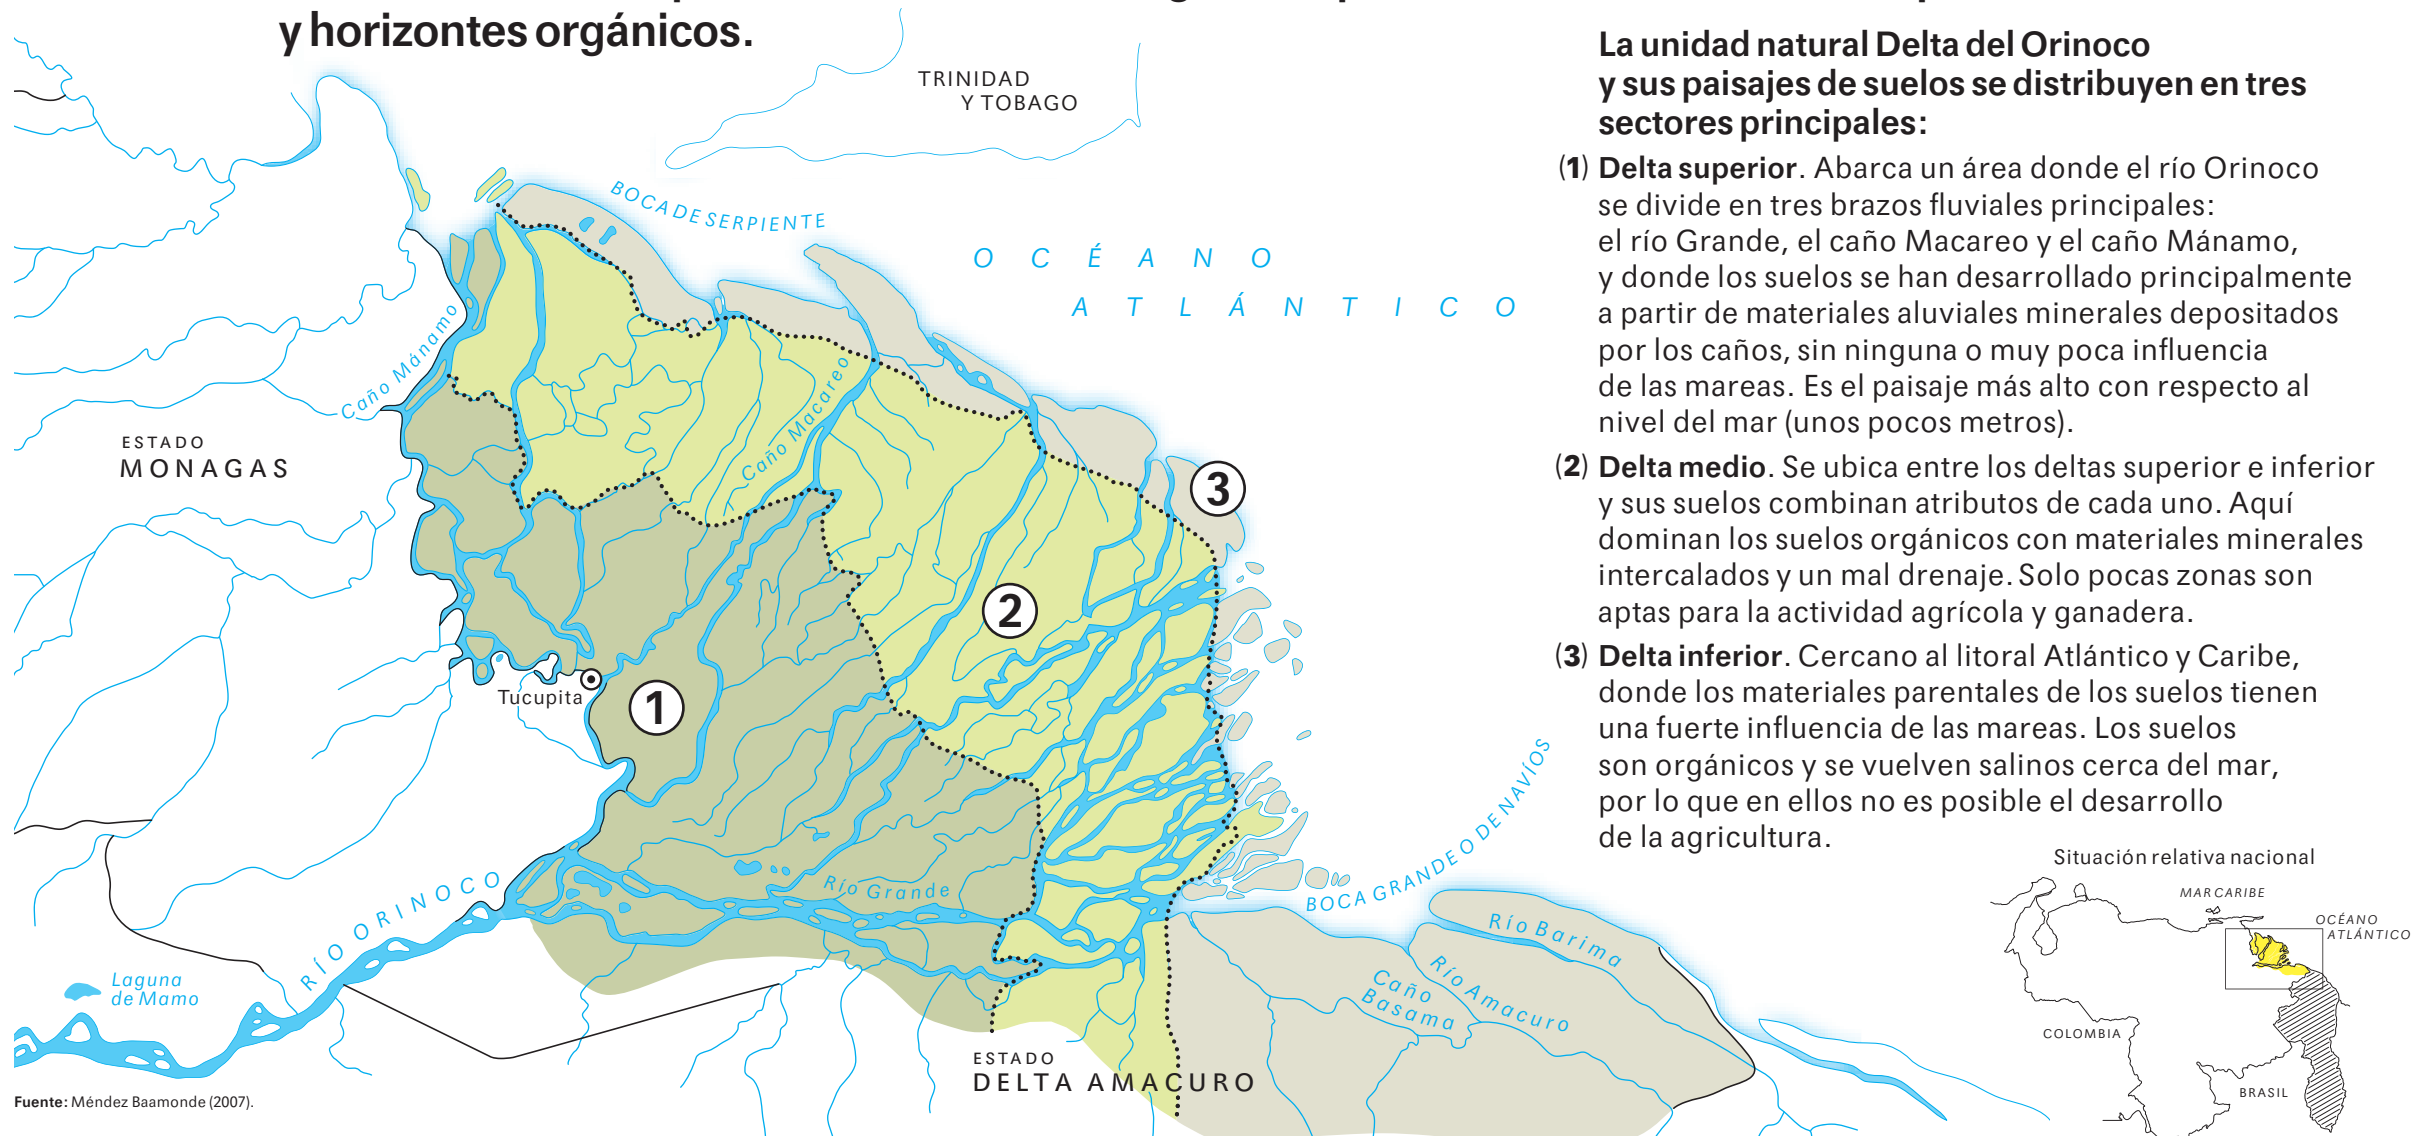 y horizontes orgánicos.
La unidad natural Delta del Orinoco
y sus paisajes de suelos se distribuyen en tres
sectores principales:
(1) Delta superior. Abarca un área donde el río Orinoco
se divide en tres brazos fluviales principales:
el río Grande, el caño Macareo y el caño Mánamo,
y donde los suelos se han desarrollado principalmente
a partir de materiales aluviales minerales depositados
por los caños, sin ninguna o muy poca influencia
de las mareas. Es el paisaje más alto con respecto al
nivel del mar (unos pocos metros).
(2) Delta medio. Se ubica entre los deltas superior e inferior
y sus suelos combinan atributos de cada uno. Aquí
dominan los suelos orgánicos con materiales minerales
intercalados y un mal drenaje. Solo pocas zonas son
aptas para la actividad agrícola y ganadera.
(3) Delta inferior. Cercano al litoral Atlántico y Caribe,
donde los materiales parentales de los suelos tienen
una fuerte influencia de las mareas. Los suelos
son orgánicos y se vuelven salinos cerca del mar,
por lo que en ellos no es posible el desarrollo
de la agricultura.
TRINIDAD
Y TOBAGO
BOCA DE SERPIENTE
OCÉANO
ATLÁNTICO
Caño Mánamo
Caño Macareo
ESTADO
MONAGAS
3
2
1
Tucupita
BOCA GRANDE O DE NAVÍOS
Río Grande
RÍO ORINOCO
Laguna
de Mamo
Río Barima
Río Amacuro
Caño
Basama
ESTADO
DELTA AMACURO
Situación relativa nacional
MAR CARIBE
OCÉANO
ATLÁNTICO
COLOMBIA
BRASIL
Fuente: Méndez Baamonde (2007).